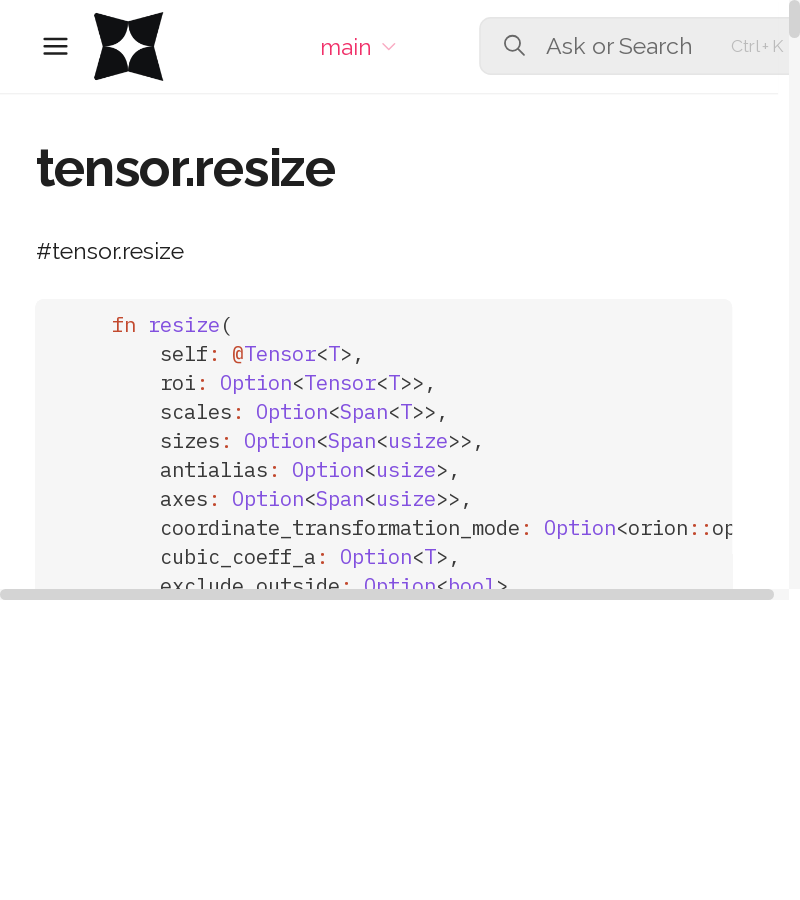 main
Ask or Search
Ctrl+K
tensor.resize
#tensor.resize
fn resize(
self: @Tensor<T>,
roi: Option<Tensor<T>>,
scales: Option<Span<T>>,
sizes: Option<Span<usize>>,
antialias: Option<usize>,
axes: Option<Span<usize>>,
coordinate_transformation_mode: Option<orion::op
cubic_coeff_a: Option<T>,
exclude_outside: Option<bool>